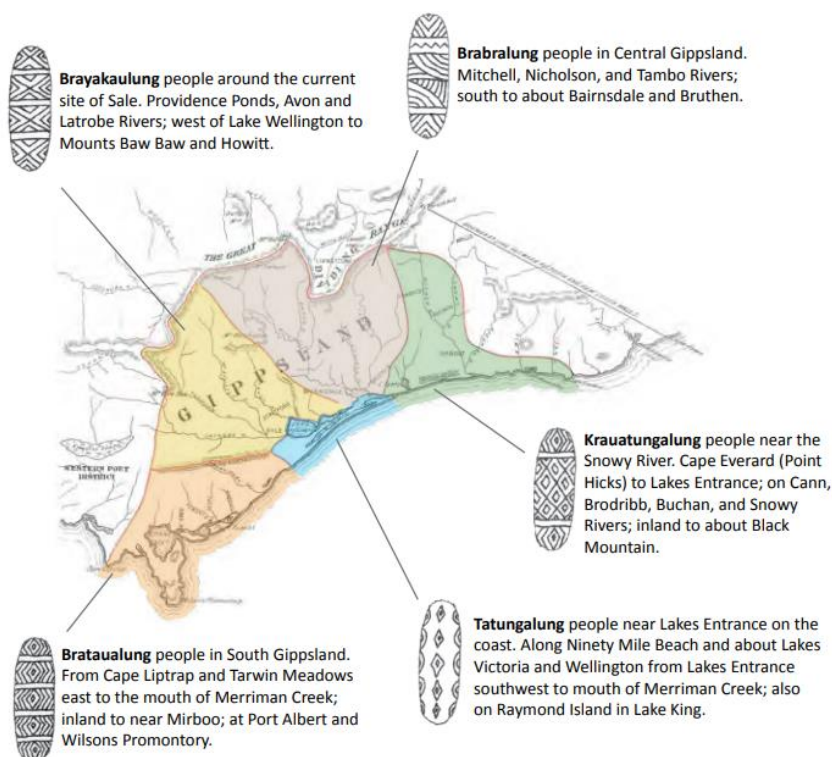 Brabralung people in Central Gippsland.
Mitchell, Nicholson, and Tambo Rivers;
south to about Bairnsdale and Bruthen.
Brayakaulung people around the current
site of Sale. Providence Ponds, Avon and
Latrobe Rivers; west of Lake Wellington to
Mounts Baw Baw and Howitt.
THE GREAT
RANGE
GIPPSLAND
WESTERN PORT
DISTRICT
Krauatungalung people near the
Snowy River. Cape Everard (Point
Hicks) to Lakes Entrance; on Cann,
Brodribb, Buchan, and Snowy
Rivers; inland to about Black
Mountain.
Tatungalung people near Lakes Entrance on the
coast. Along Ninety Mile Beach and about Lakes
Victoria and Wellington from Lakes Entrance
southwest to mouth of Merriman Creek; also
on Raymond Island in Lake King.
Brataualung people in South Gippsland.
From Cape Liptrap and Tarwin Meadows
east to the mouth of Merriman Creek;
inland to near Mirboo; at Port Albert and
Wilsons Promontory.